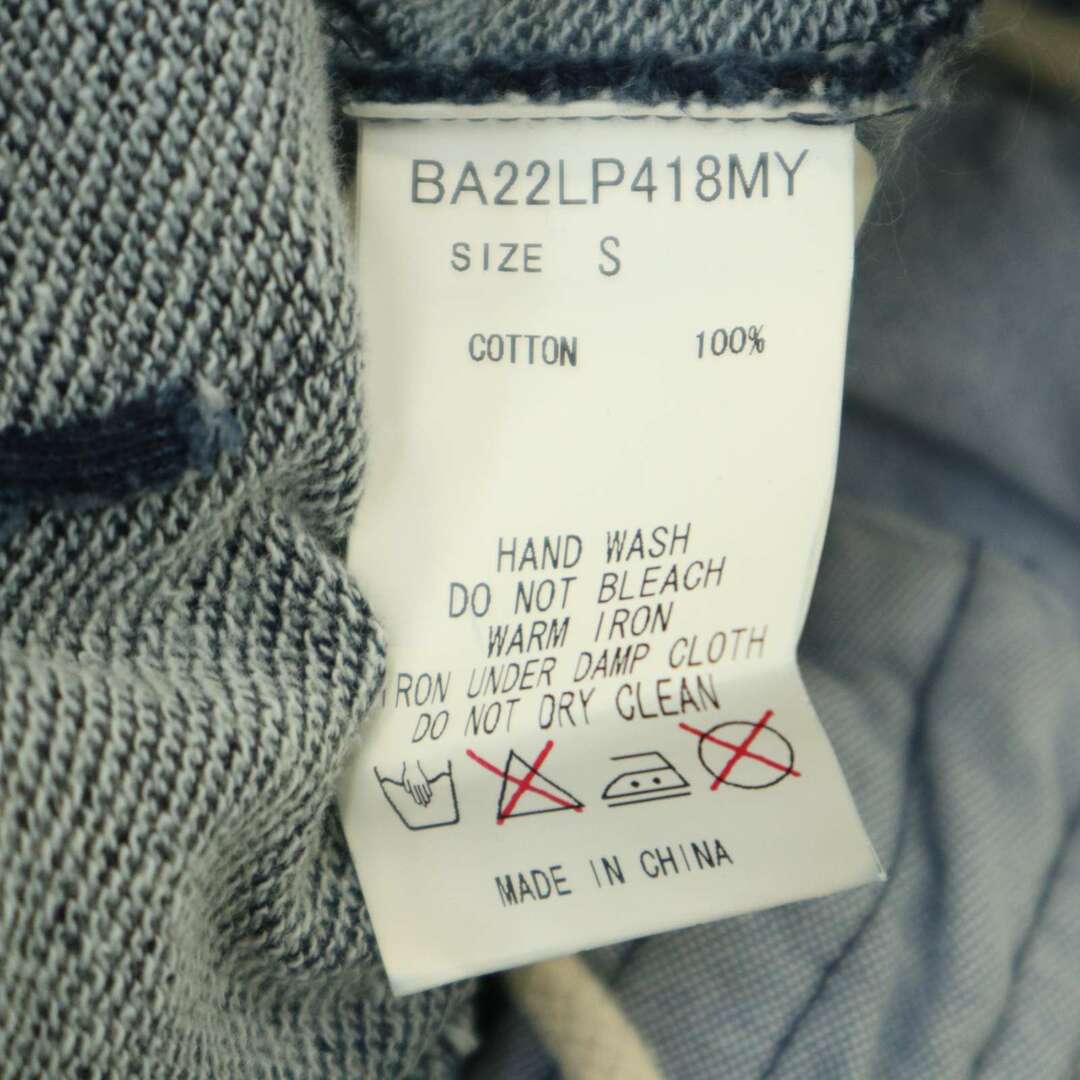 BA22LP418MY
SIZE S
COTTON 100%
HAND WASH
DO NOT BLEACH
WARM IRON
IRON UNDER DAMP CLOTH
DO NOT DRY CLEAN
MADE IN CHINA